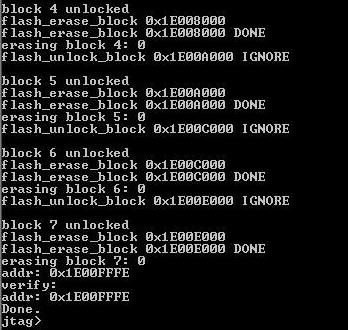 block 4 unlocked
flash_erase_block 0x1E008000
flash_erase_block 0x1E008000 DONE
erasing block 4: 0
flash_unlock_block 0x1E00A000 IGNORE
block 5 unlocked
flash_erase_block 0x1E00A000
flash_erase_block 0x1E00A000 DONE
erasing block 5: 0
flash_unlock_block 0x1E00C000 IGNORE
block 6 unlocked
flash_erase_block 0x1E00C000
flash_erase_block 0x1E00C000 DONE
erasing block 6: 0
flash_unlock_block 0x1E00E000 IGNORE
block 7 unlocked
flash_erase_block 0x1E00E000
flash_erase_block 0x1E00E000 DONE
erasing block 7: 0
addr: 0x1E00FFFE
verify:
addr: 0x1E00FFFE
Done.
jtag>